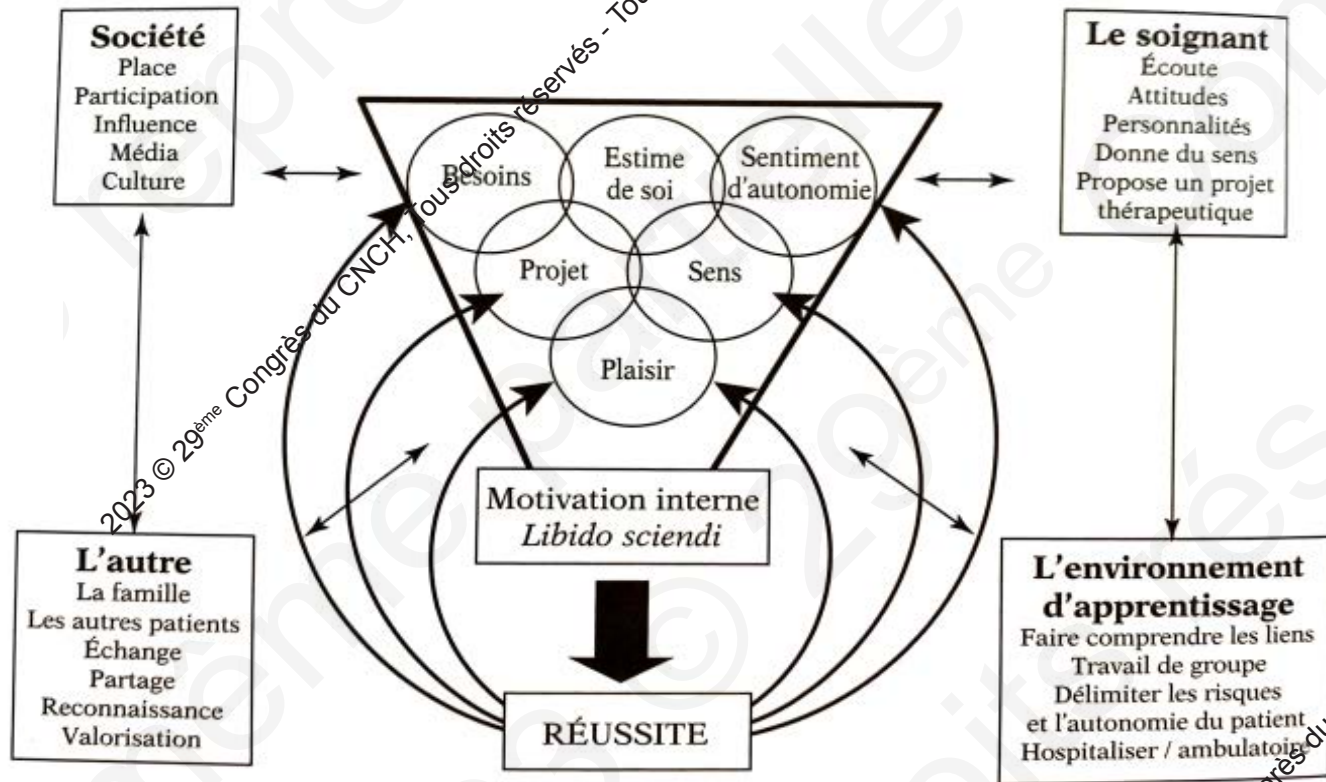 Société
Place
Participation
Influence
Média
Culture
Le soignant
Écoute
Attitudes
Personnalités
Donne du sens
Propose un projet
thérapeutique
Besoins
Estime
de soi
Sentiment
d'autonomie
Projet
Sens
Plaisir
Motivation interne
Libido sciendi
RÉUSSITE
L'autre
La famille
Les autres patients
Échange
Partage
Reconnaissance
Valorisation
L'environnement
d'apprentissage
Faire comprendre les liens
Travail de groupe
Délimiter les risques
et l'autonomie du patient
Hospitaliser / ambulatoire
2023 © 29ème Congrès du CNCH, Tous droits réservés -